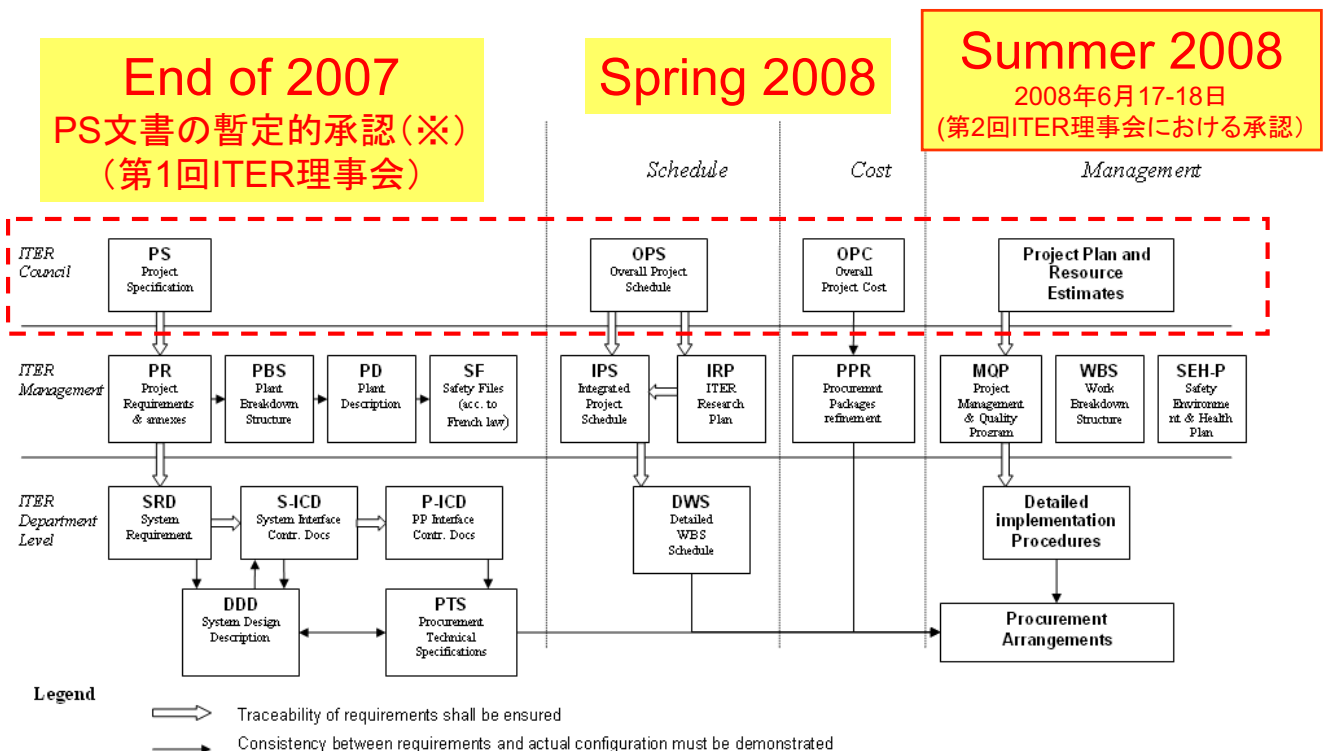 End of 2007
PS文書の暫定的承認(※)
(第1回ITER理事会)
Spring 2008
Summer 2008
2008年6月17-18日
(第2回ITER理事会における承認)
Schedule
Cost
Management
ITER
Council
PS
Project
Specification
OPS
Overall Project
Schedule
OPC
Overall
Project Cost
Project Plan and
Resource
Estimates
ITER
Management
PR
Project
Requirements
& annexes
PBS
Plant
Breakdown
Structure
PD
Plant
Description
SF
Safety Files
(acc. to
French law)
IPS
Integrated
Project
Schedule
IRP
ITER
Research
Plan
PPR
Procuremnt
Packages
refinement
MQP
Project
Management
& Quality
Program
WBS
Work
Breakdown
Structure
SEH-P
Safety
Environme
nt & Health
Plan
ITER
Department
Level
SRD
System
Requirement
S-ICD
System Interface
Contr. Docs
P-ICD
PP Interface
Contr. Docs
DWS
Detailed
WBS
Schedule
Detailed
implementation
Procedures
DDD
System Design
Description
PTS
Procurement
Technical
Specifications
Procurement
Arrangements
Legend
Traceability of requirements shall be ensured
Consistency between requirements and actual configuration must be demonstrated